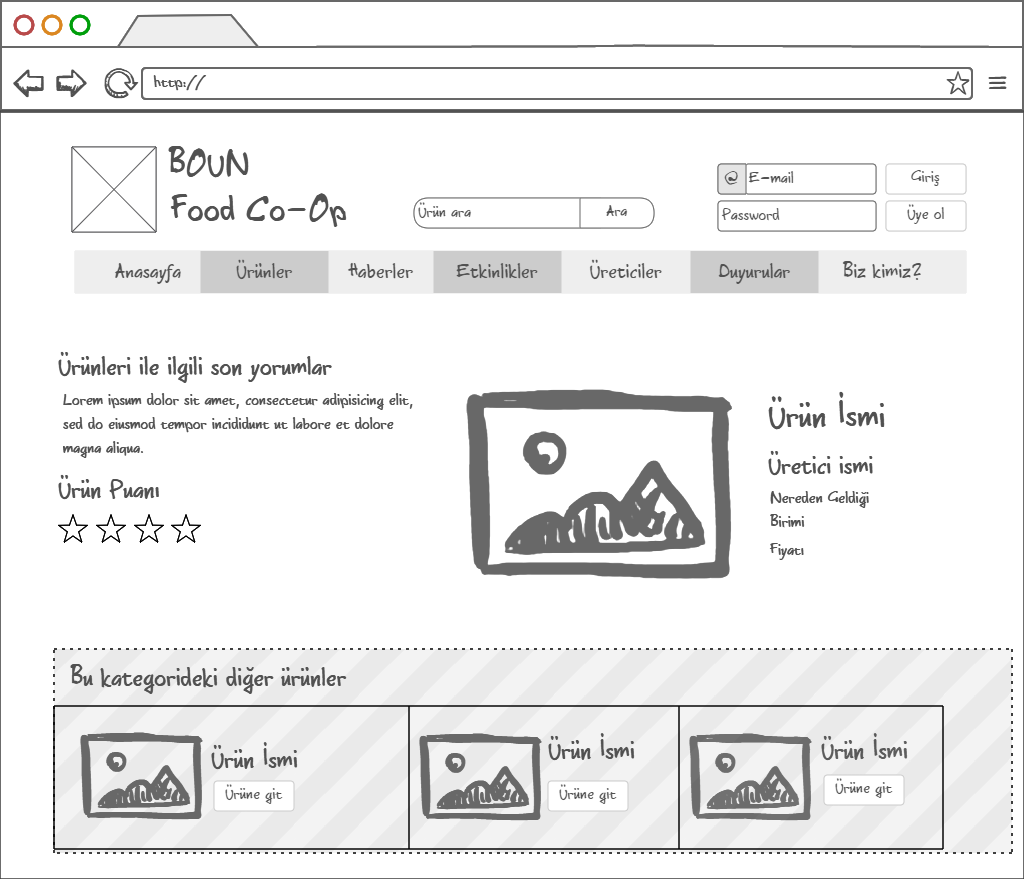 http://
BOUN
Food Co-Op
Ürün ara
Ara
@ E-mail
Giriş
Password
Üye ol
Anasayfa
Ürünler
Haberler
Etkinlikler
Üreticiler
Duyurular
Biz kimiz?
Ürünleri ile ilgili son yorumlar
Lorem ipsum dolor sit amet, consectetur adipisicing elit,
sed do eiusmod tempor incididunt ut labore et dolore
magna aliqua.
Ürün Puanı
Ürün İsmi
Üretici ismi
Nereden Geldiği
Birimi
Fiyatı
Bu kategorideki diğer ürünler
Ürün İsmi
Ürüne git
Ürün İsmi
Ürüne git
Ürün İsmi
Ürüne git